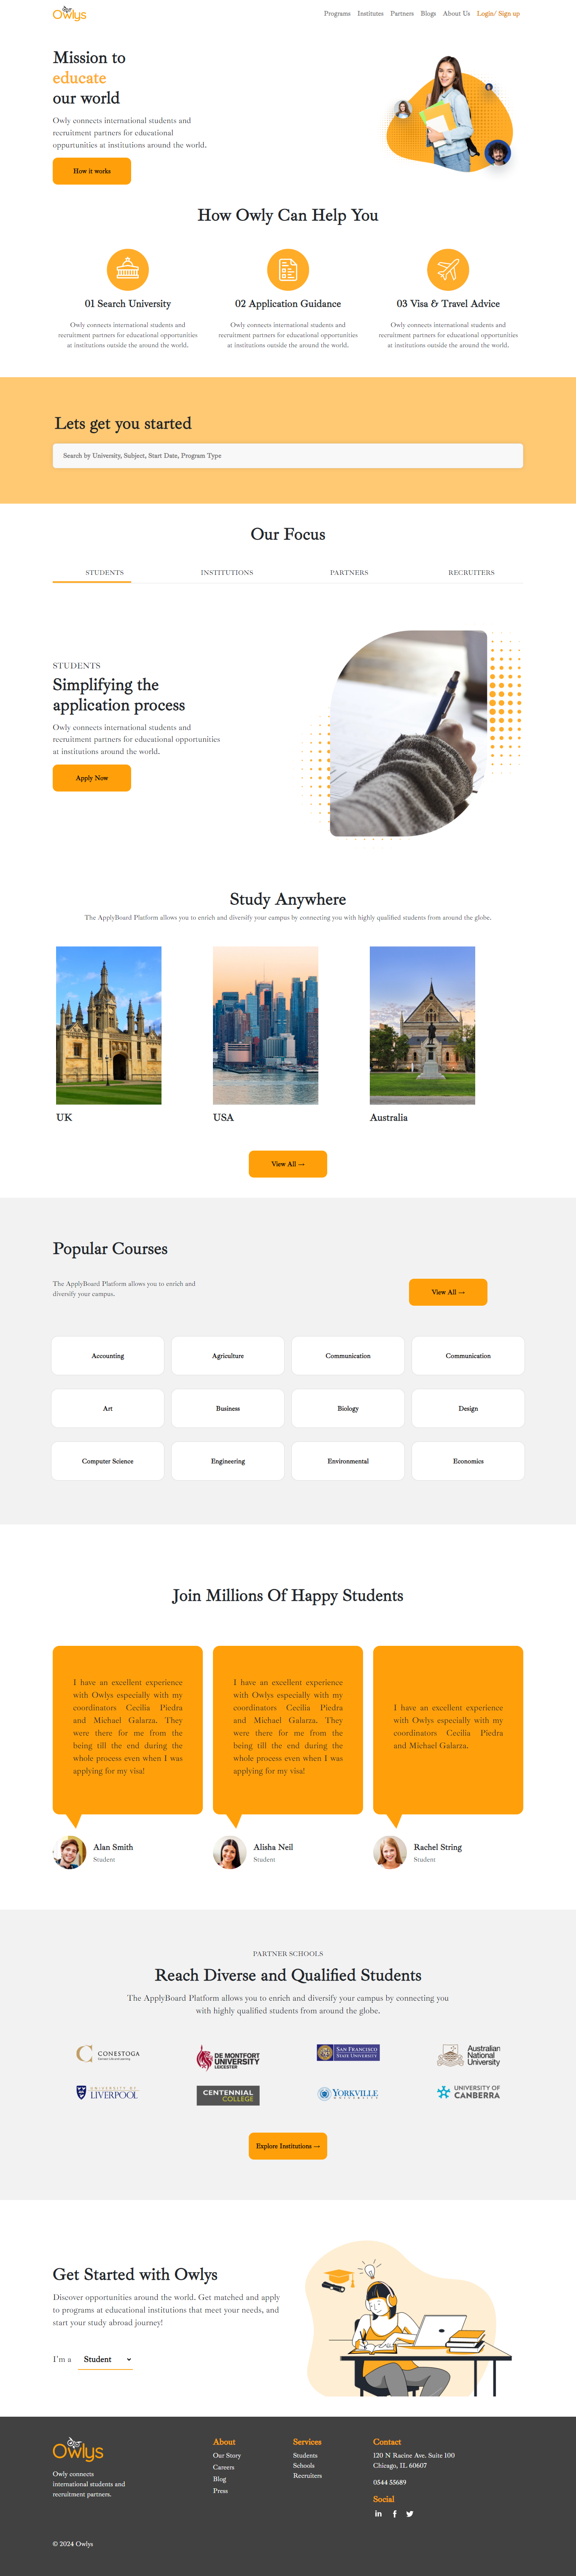 Owlys
Programs Institutes Partners Blogs About Us Login/ Sign up
Mission to
educate
our world
Owly connects international students and
recruitment partners for educational
oppurtunities at institutions around the world.
How it works
How Owly Can Help You
01 Search University
Owly connects international students and
recruitment partners for educational opportunities
at institutions outside the around the world.
02 Application Guidance
Owly connects international students and
recruitment partners for educational opportunities
at institutions outside the around the world.
03 Visa & Travel Advice
Owly connects international students and
recruitment partners for educational opportunities
at institutions outside the around the world.
Lets get you started
Search by University, Subject, Start Date, Program Type
Our Focus
STUDENTS INSTITUTIONS PARTNERS RECRUITERS
STUDENTS
Simplifying the
application process
Owly connects international students and
recruitment partners for educational opportunities
at institutions around the world.
Apply Now
Study Anywhere
The ApplyBoard Platform allows you to enrich and diversify your campus by connecting you with highly qualified students from around the globe.
UK
USA
Australia
View All →
Popular Courses
The ApplyBoard Platform allows you to enrich and
diversify your campus.
View All →
Accounting Agriculture Communication Communication
Art Business Biology Design
Computer Science Engineering Environmental Economics
Join Millions Of Happy Students
I have an excellent experience
with Owlys especially with my
coordinators Cecilia Piedra
and Michael Galarza. They
were there for me from the
being till the end during the
whole process even when I was
applying for my visa!
Alan Smith
Student
I have an excellent experience
with Owlys especially with my
coordinators Cecilia Piedra
and Michael Galarza. They
were there for me from the
being till the end during the
whole process even when I was
applying for my visa!
Alisha Neil
Student
I have an excellent experience
with Owlys especially with my
coordinators Cecilia Piedra
and Michael Galarza.
Rachel String
Student
PARTNER SCHOOLS
Reach Diverse and Qualified Students
The ApplyBoard Platform allows you to enrich and diversify your campus by connecting you
with highly qualified students from around the globe.
CONESTOGA
DE MONTFORT
UNIVERSITY
LEICESTER
SAN FRANCISCO
STATE UNIVERSITY
Australian
National
University
UNIVERSITY OF
LIVERPOOL
CENTENNIAL
COLLEGE
YORKVILLE
UNIVERSITY
UNIVERSITY OF
CANBERRA
Explore Institutions →
Get Started with Owlys
Discover opportunities around the world. Get matched and apply
to programs at educational institutions that meet your needs, and
start your study abroad journey!
I'm a Student
Owlys
Owly connects
international students and
recruitment partners.
© 2024 Owlys
About
Our Story
Careers
Blog
Press
Services
Students
Schools
Recruiters
Contact
120 N Racine Ave. Suite 100
Chicago, IL 60607
0544 55689
Social